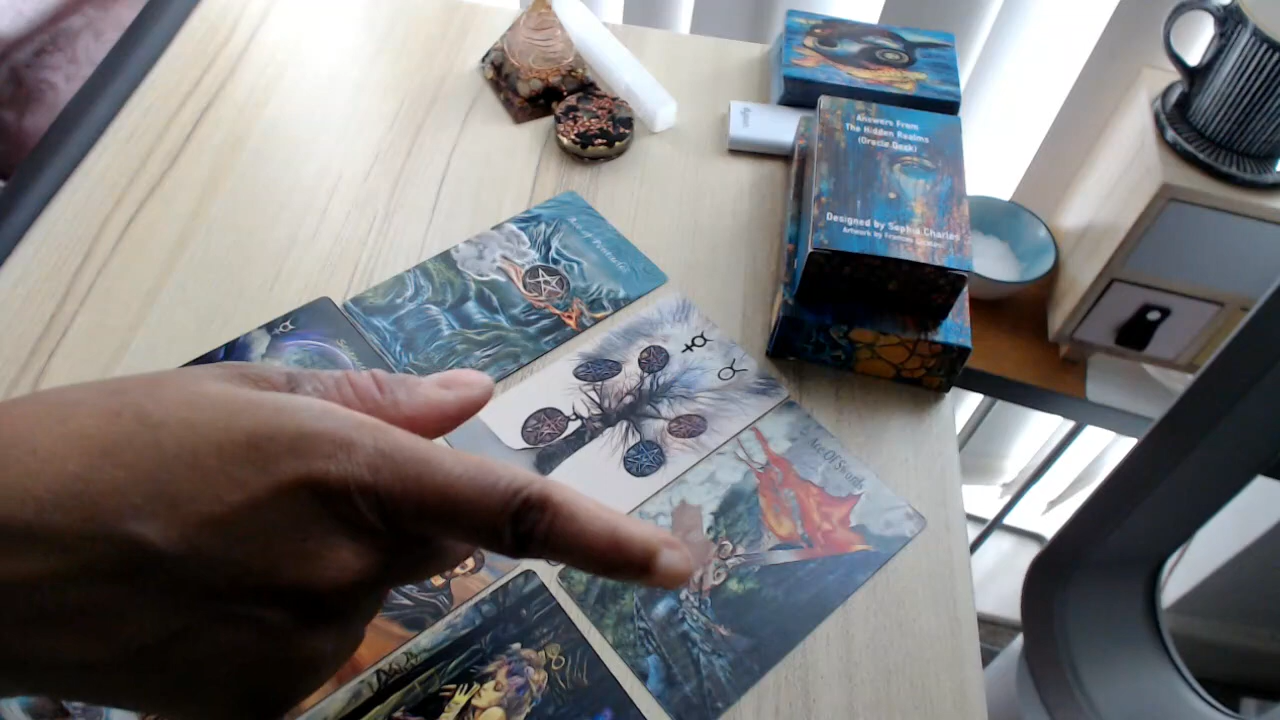 Answers From
The Hidden Realms
(Oracle Deck)
Designed by Sophia Charles
Ace of Pentacles
Ace Of Swords